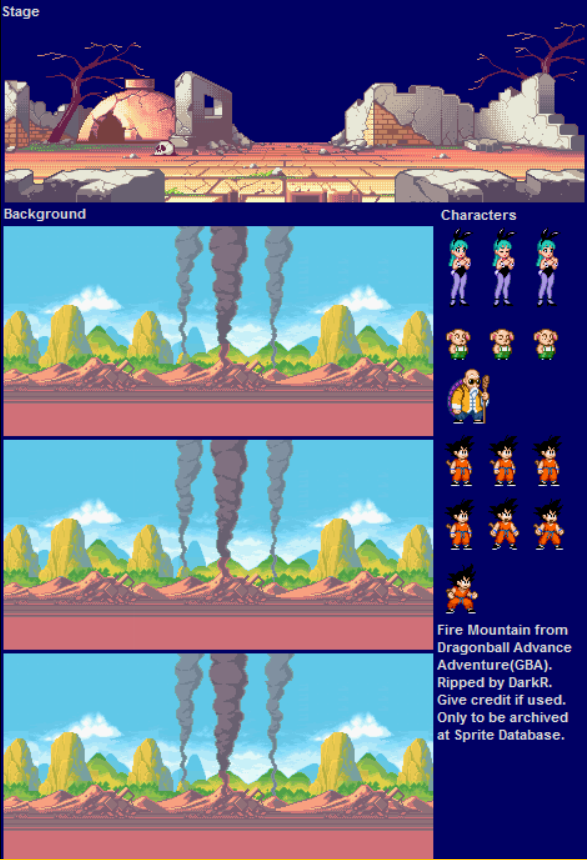 Stage
Background
Characters
Fire Mountain from
Dragonball Advance
Adventure(GBA).
Ripped by DarkR.
Give credit if used.
Only to be archived
at Sprite Database.